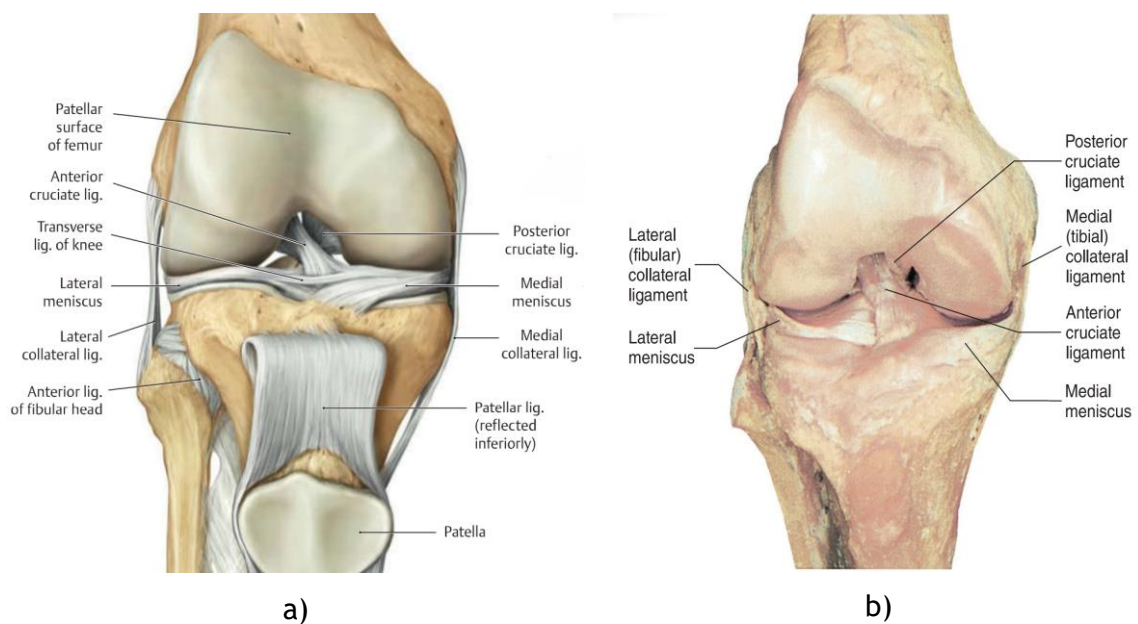 Patellar
surface
of femur
Anterior
cruciate lig.
Transverse
lig. of knee
Lateral
meniscus
Lateral
collateral lig.
Anterior lig.
of fibular head
Posterior
cruciate lig.
Medial
meniscus
Medial
collateral lig.
Patellar lig.
(reflected
inferiorly)
Patella
a)
Lateral
(fibular)
collateral
ligament
Lateral
meniscus
Posterior
cruciate
ligament
Medial
(tibial)
collateral
ligament
Anterior
cruciate
ligament
Medial
meniscus
b)